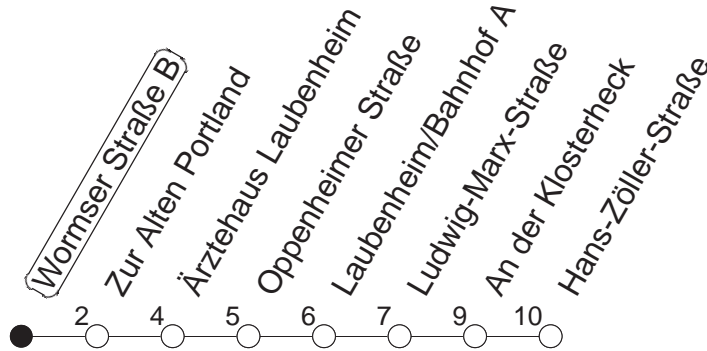 Wormser Straße B
Zur Alten Portland
Ärztehaus Laubenheim
Oppenheimer Straße
Laubenheim/Bahnhof A
Ludwig-Marx-Straße
An der Klosterheck
Hans-Zöller-Straße
2 4 5 6 7 9 10